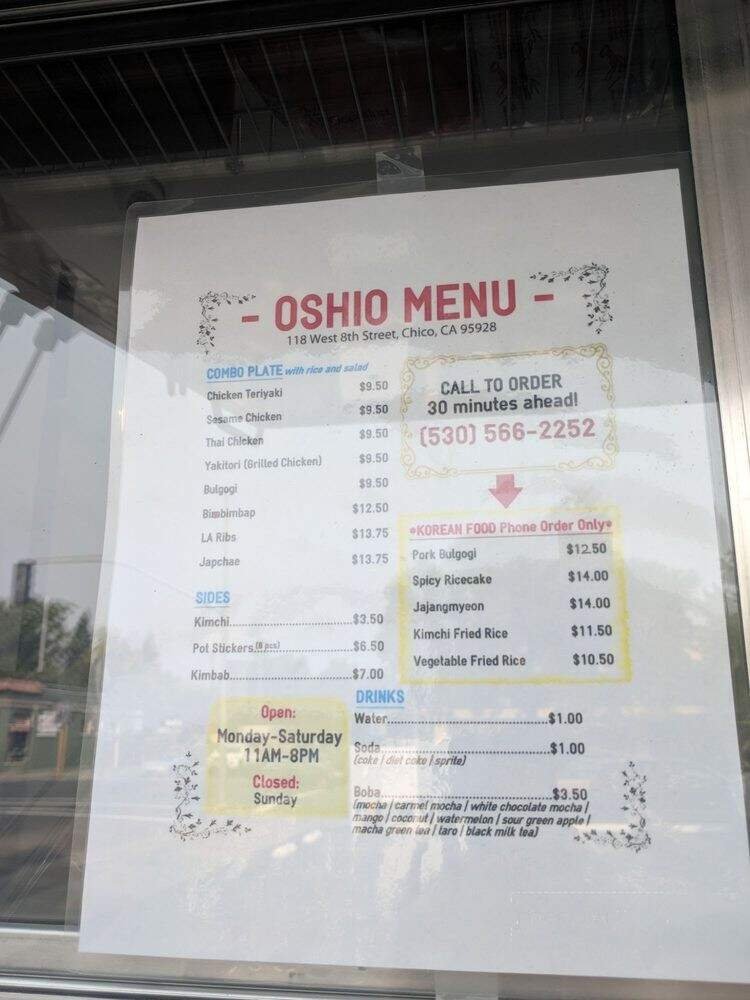 - OSHIO MENU -
118 West 8th Street, Chico, CA 95928
COMBO PLATE with rice and salad
Chicken Teriyaki $9.50
Sesame Chicken $9.50
Thai Chicken $9.50
Yakitori (Grilled Chicken) $9.50
Bulgogi $9.50
Bimbimbap $12.50
LA Ribs $13.75
Japchae $13.75
SIDES
Kimchi $3.50
Pot Stickers (8 pcs) $6.50
Kimbab $7.00
Open:
Monday-Saturday
11AM-8PM
Closed:
Sunday
CALL TO ORDER
30 minutes ahead!
(530) 566-2252
•KOREAN FOOD Phone Order Only•
Pork Bulgogi $12.50
Spicy Ricecake $14.00
Jajangmyeon $14.00
Kimchi Fried Rice $11.50
Vegetable Fried Rice $10.50
DRINKS
Water $1.00
Soda $1.00
(coke | diet coke | sprite)
Boba $3.50
(mocha | carmel mocha | white chocolate mocha |
mango | coconut | watermelon | sour green apple |
macha green tea | taro | black milk tea)